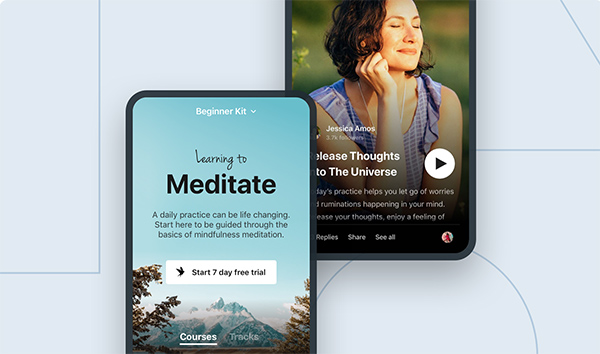 Beginner Kit
Learning to
Meditate
A daily practice can be life changing.
Start here to be guided through the
basics of mindfulness meditation.
Start 7 day free trial
Courses Tracks
Jessica Amos
3.7k followers
Thoughts
To The Universe
practice helps you let go of worries
ruminations happening in your mind.
your thoughts, enjoy a feeling of
Replies Share See all